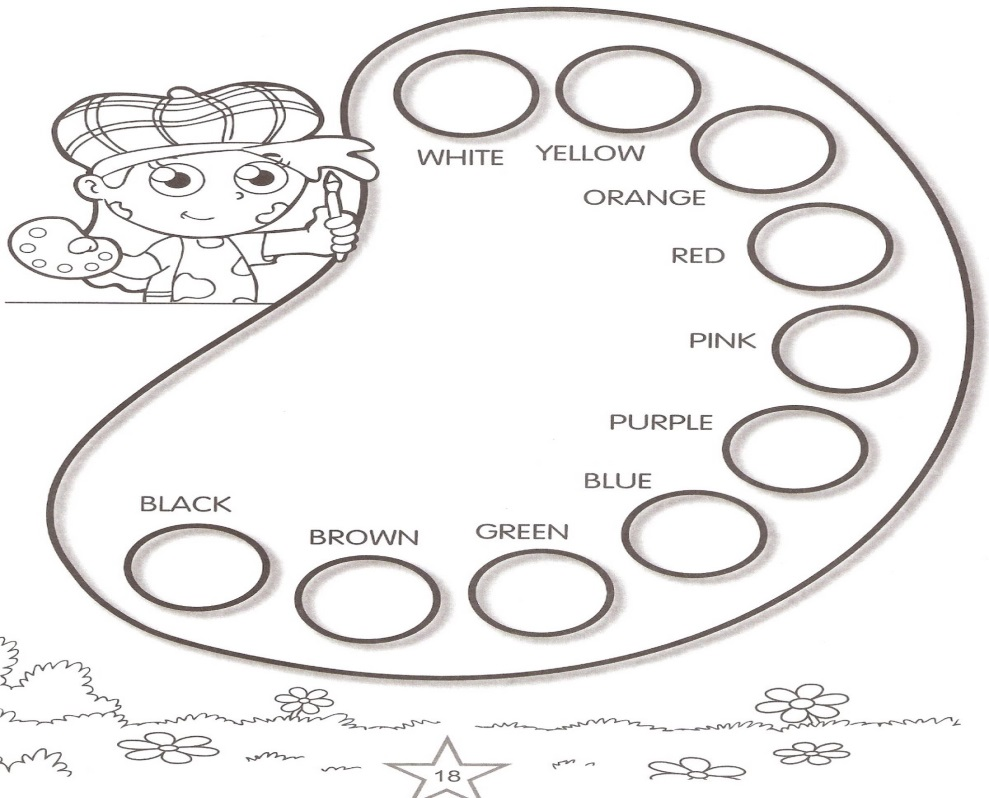 WHITE
YELLOW
ORANGE
RED
PINK
PURPLE
BLUE
GREEN
BROWN
BLACK
18